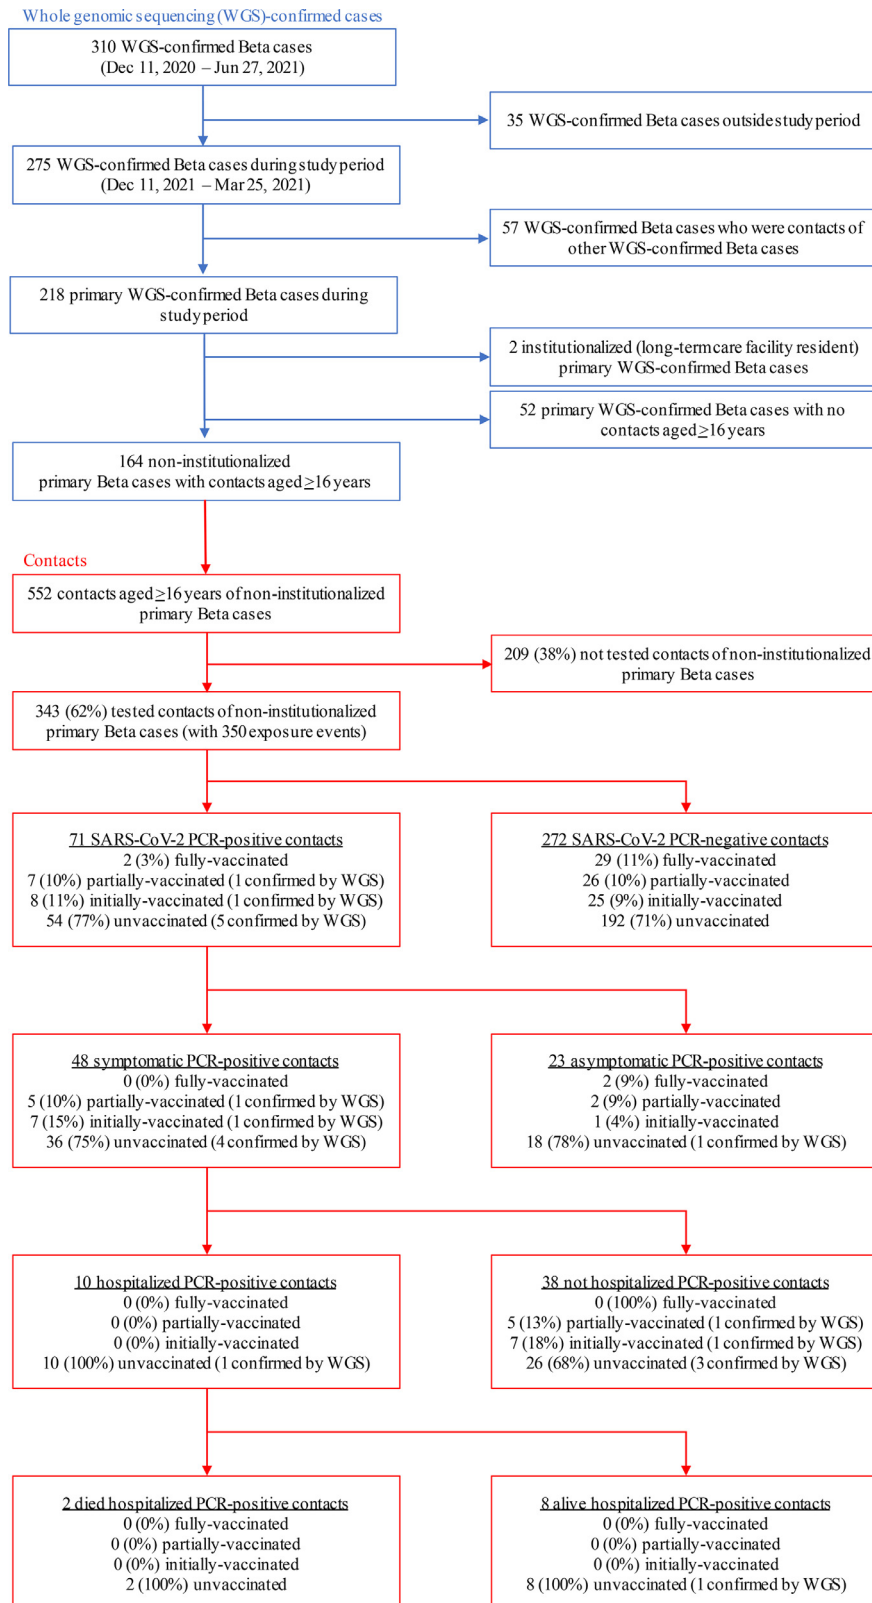 Whole genomic sequencing (WGS)-confirmed cases
310 WGS-confirmed Beta cases
(Dec 11, 2020 – Jun 27, 2021)
35 WGS-confirmed Beta cases outside study period
275 WGS-confirmed Beta cases during study period
(Dec 11, 2021 – Mar 25, 2021)
57 WGS-confirmed Beta cases who were contacts of
other WGS-confirmed Beta cases
218 primary WGS-confirmed Beta cases during
study period
2 institutionalized (long-term care facility resident)
primary WGS-confirmed Beta cases
52 primary WGS-confirmed Beta cases with no
contacts aged ≥16 years
164 non-institutionalized
primary Beta cases with contacts aged ≥16 years
Contacts
552 contacts aged ≥16 years of non-institutionalized
primary Beta cases
209 (38%) not tested contacts of non-institutionalized
primary Beta cases
343 (62%) tested contacts of non-institutionalized
primary Beta cases (with 350 exposure events)
71 SARS-CoV-2 PCR-positive contacts
2 (3%) fully-vaccinated
7 (10%) partially-vaccinated (1 confirmed by WGS)
8 (11%) initially-vaccinated (1 confirmed by WGS)
54 (77%) unvaccinated (5 confirmed by WGS)
272 SARS-CoV-2 PCR-negative contacts
29 (11%) fully-vaccinated
26 (10%) partially-vaccinated
25 (9%) initially-vaccinated
192 (71%) unvaccinated
48 symptomatic PCR-positive contacts
0 (0%) fully-vaccinated
5 (10%) partially-vaccinated (1 confirmed by WGS)
7 (15%) initially-vaccinated (1 confirmed by WGS)
36 (75%) unvaccinated (4 confirmed by WGS)
23 asymptomatic PCR-positive contacts
2 (9%) fully-vaccinated
2 (9%) partially-vaccinated
1 (4%) initially-vaccinated
18 (78%) unvaccinated (1 confirmed by WGS)
10 hospitalized PCR-positive contacts
0 (0%) fully-vaccinated
0 (0%) partially-vaccinated
0 (0%) initially-vaccinated
10 (100%) unvaccinated (1 confirmed by WGS)
38 not hospitalized PCR-positive contacts
0 (100%) fully-vaccinated
5 (13%) partially-vaccinated (1 confirmed by WGS)
7 (18%) initially-vaccinated (1 confirmed by WGS)
26 (68%) unvaccinated (3 confirmed by WGS)
2 died hospitalized PCR-positive contacts
0 (0%) fully-vaccinated
0 (0%) partially-vaccinated
0 (0%) initially-vaccinated
2 (100%) unvaccinated
8 alive hospitalized PCR-positive contacts
0 (0%) fully-vaccinated
0 (0%) partially-vaccinated
0 (0%) initially-vaccinated
8 (100%) unvaccinated (1 confirmed by WGS)